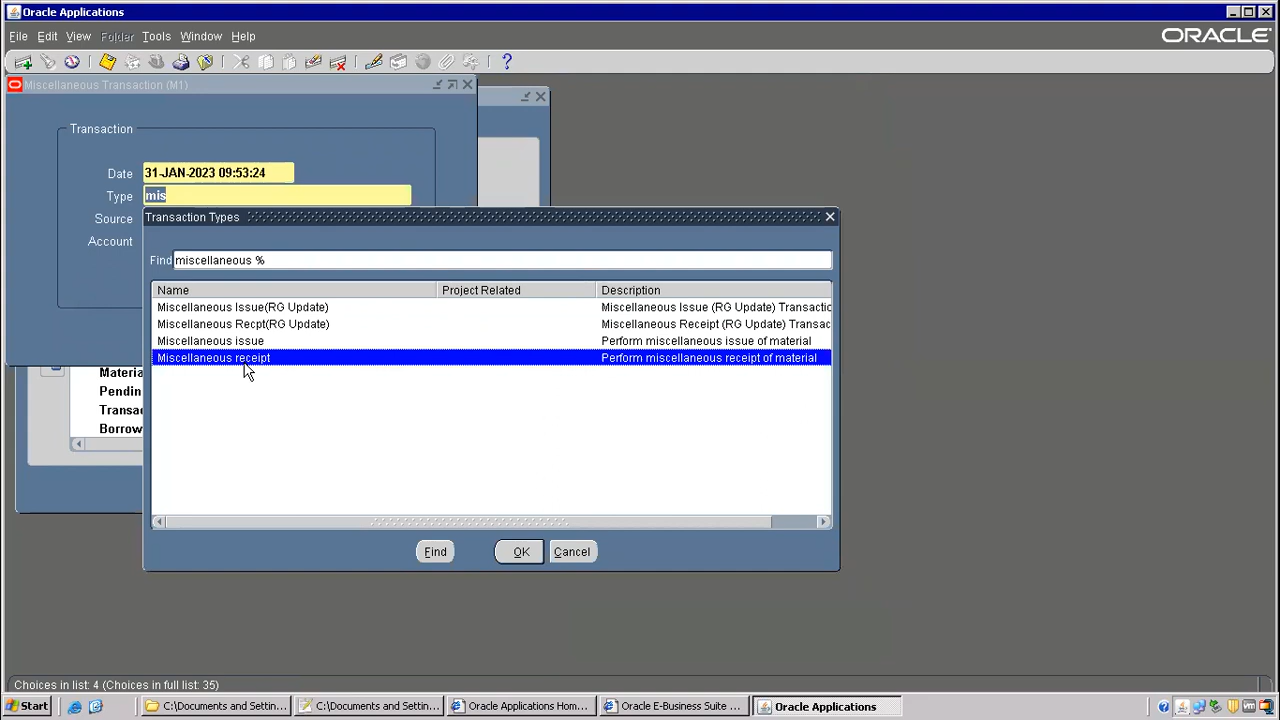 Oracle Applications
File Edit View Folder Tools Window Help
ORACLE
Miscellaneous Transaction (M1)
Transaction
Date 31-JAN-2023 09:53:24
Type mis
Source
Account
Transaction Types
Find miscellaneous %
Name Project Related Description
Miscellaneous Issue(RG Update) Miscellaneous Issue (RG Update) Transactio
Miscellaneous Recpt(RG Update) Miscellaneous Receipt (RG Update) Transac
Miscellaneous issue Perform miscellaneous issue of material
Miscellaneous receipt Perform miscellaneous receipt of material
Materia
Pendin
Transac
Borrow
Find OK Cancel
Choices in list: 4 (Choices in full list: 35)
Start C:\Documents and Settin... C:\Documents and Settin... Oracle Applications Hom... Oracle E-Business Suite ... Oracle Applications